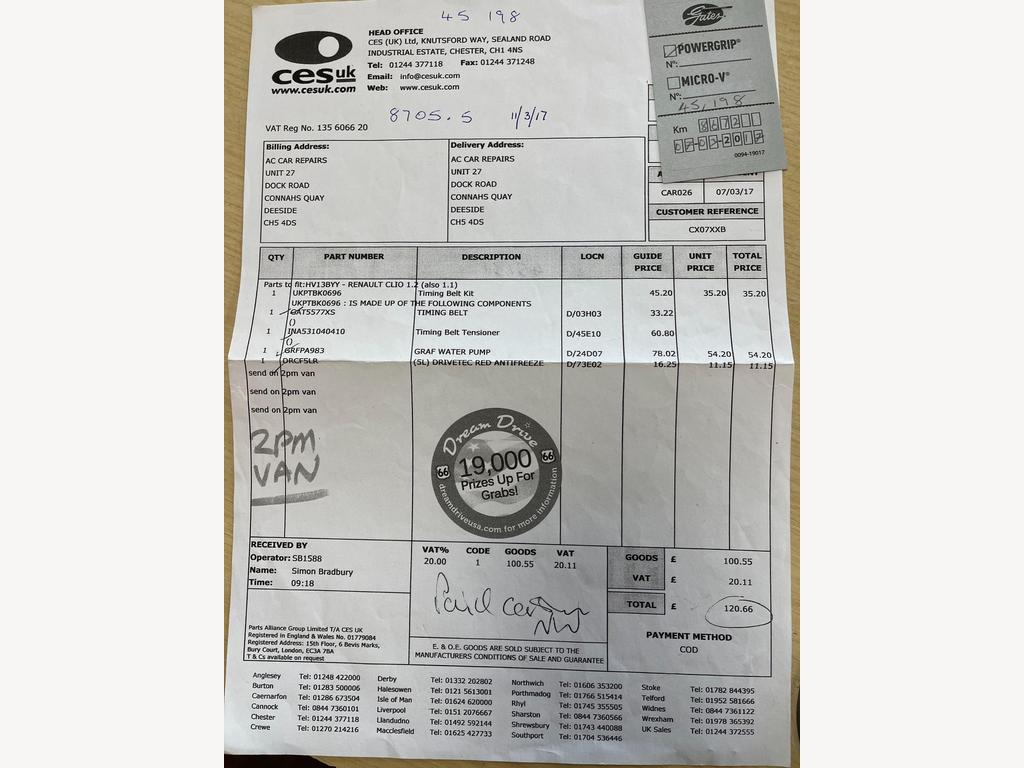 45 198
cesuk
www.cesuk.com
HEAD OFFICE
CES (UK) Ltd, KNUTSFORD WAY, SEALAND ROAD
INDUSTRIAL ESTATE, CHESTER, CH1 4NS
Tel: 01244 377118 Fax: 01244 371248
Email: info@cesuk.com
Web: www.cesuk.com
Gates
POWERGRIP®
N°:
MICRO-V®
N°:
45,198
Km 86721
07-03-2017
0094-19017
8705.5 11/3/17
VAT Reg No. 135 6066 20
Billing Address:
AC CAR REPAIRS
UNIT 27
DOCK ROAD
CONNAHS QUAY
DEESIDE
CH5 4DS
Delivery Address:
AC CAR REPAIRS
UNIT 27
DOCK ROAD
CONNAHS QUAY
DEESIDE
CH5 4DS
CAR026 07/03/17
CUSTOMER REFERENCE
CX07XXB
QTY PART NUMBER DESCRIPTION LOCN GUIDE PRICE UNIT PRICE TOTAL PRICE
Parts to fit:HV13BYY - RENAULT CLIO 1.2 (also 1.1)
1 UKPTBK0696 Timing Belt Kit 45.20 35.20 35.20
UKPTBK0696 : IS MADE UP OF THE FOLLOWING COMPONENTS
1 GAT5577XS TIMING BELT D/03H03 33.22
()
1 INA531040410 Timing Belt Tensioner D/45E10 60.80
()
1 GRFPA983 GRAF WATER PUMP D/24D07 78.02 54.20 54.20
1 DRCF5LR (5L) DRIVETEC RED ANTIFREEZE D/73E02 16.25 11.15 11.15
send on 2pm van
send on 2pm van
send on 2pm van
2PM
VAN
Dream Drive
66 19,000 66
Prizes Up For
Grabs!
dreamdriveusa.com for more information
RECEIVED BY
Operator: SB1588
Name: Simon Bradbury
Time: 09:18
VAT% CODE GOODS VAT
20.00 1 100.55 20.11
Paid
GOODS £ 100.55
VAT £ 20.11
TOTAL £ 120.66
PAYMENT METHOD
COD
E. & O.E. GOODS ARE SOLD SUBJECT TO THE
MANUFACTURERS CONDITIONS OF SALE AND GUARANTEE
Parts Alliance Group Limited T/A CES UK
Registered in England & Wales No. 01779084
Registered Address: 15th Floor, 6 Bevis Marks,
Bury Court, London, EC3A 7BA
T & Cs available on request
Anglesey Tel: 01248 422000
Burton Tel: 01283 500006
Caernarfon Tel: 01286 673504
Cannock Tel: 0844 7360101
Chester Tel: 01244 377118
Crewe Tel: 01270 214216
Derby Tel: 01332 202802
Halesowen Tel: 0121 5613001
Isle of Man Tel: 01624 620000
Liverpool Tel: 0151 2076667
Llandudno Tel: 01492 592144
Macclesfield Tel: 01625 427733
Northwich Tel: 01606 353200
Porthmadog Tel: 01766 515414
Rhyl Tel: 01745 355505
Sharston Tel: 0844 7360566
Shrewsbury Tel: 01743 440088
Southport Tel: 01704 536446
Stoke Tel: 01782 844395
Telford Tel: 01952 581666
Widnes Tel: 0844 7361122
Wrexham Tel: 01978 365392
UK Sales Tel: 01244 372555